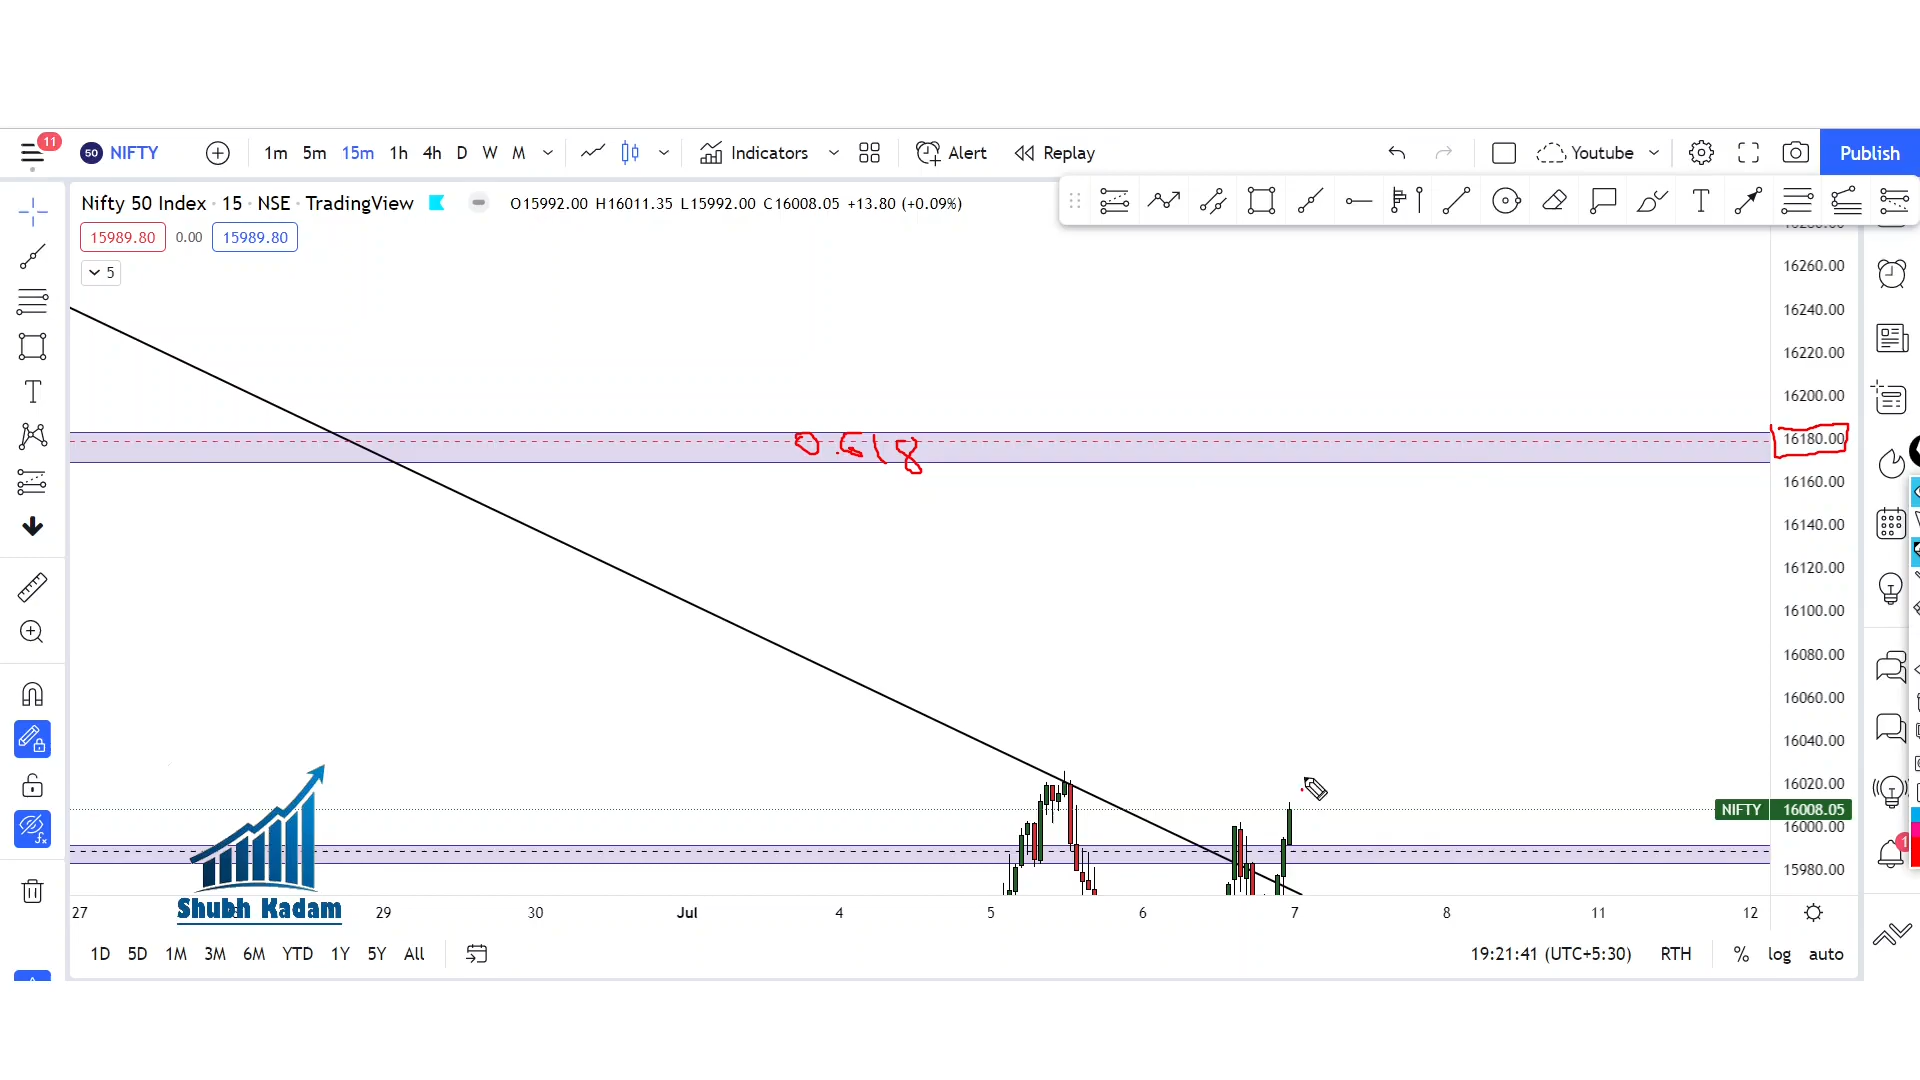 11
50 NIFTY 1m 5m 15m 1h 4h D W M Indicators Alert Replay Youtube Publish
Nifty 50 Index · 15 · NSE · TradingView O15992.00 H16011.35 L15992.00 C16008.05 +13.80 (+0.09%)
15989.80 0.00 15989.80
5
16260.00
16240.00
16220.00
16200.00
0.618
16180.00
16160.00
16140.00
16120.00
16100.00
16080.00
16060.00
16040.00
16020.00
NIFTY 16008.05
16000.00
15980.00
Shubh Kadam
27 29 30 Jul 4 5 6 7 8 11 12
1D 5D 1M 3M 6M YTD 1Y 5Y All 19:21:41 (UTC+5:30) RTH % log auto